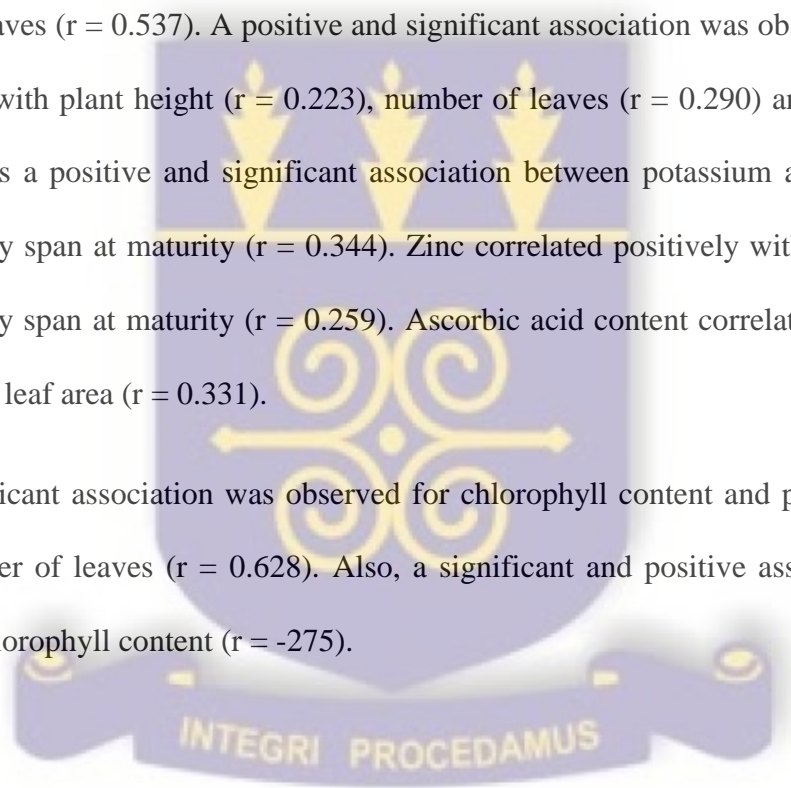 aves (r = 0.537). A positive and significant association was ob
with plant height (r = 0.223), number of leaves (r = 0.290) a
s a positive and significant association between potassium a
y span at maturity (r = 0.344). Zinc correlated positively wit
y span at maturity (r = 0.259). Ascorbic acid content correlat
leaf area (r = 0.331).
icant association was observed for chlorophyll content and p
er of leaves (r = 0.628). Also, a significant and positive ass
lorophyll content (r = -275).
INTEGRI PROCEDAMUS